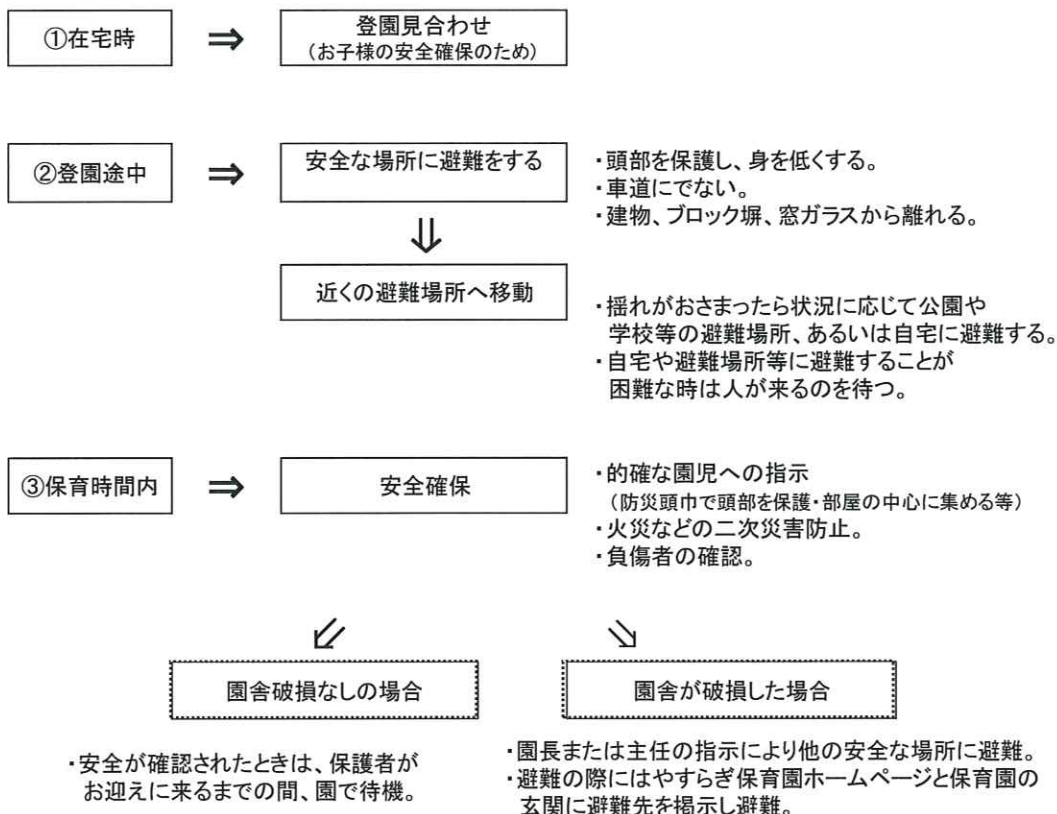 ①在宅時
⇒
登園見合わせ
（お子様の安全確保のため）
②登園途中
⇒
安全な場所に避難をする
・頭部を保護し、身を低くする。
・車道にでない。
・建物、ブロック塀、窓ガラスから離れる。
⇓
近くの避難場所へ移動
・揺れがおさまったら状況に応じて公園や
学校等の避難場所、あるいは自宅に避難する。
・自宅や避難場所等に避難することが
困難な時は人が来るのを待つ。
③保育時間内
⇒
安全確保
・的確な園児への指示
（防災頭巾で頭部を保護・部屋の中心に集める等）
・火災などの二次災害防止。
・負傷者の確認。
園舎破損なしの場合
・安全が確認されたときは、保護者が
お迎えに来るまでの間、園で待機。
園舎が破損した場合
・園長または主任の指示により他の安全な場所に避難。
・避難の際にはやすらぎ保育園ホームページと保育園の
玄関に避難先を掲示し避難。